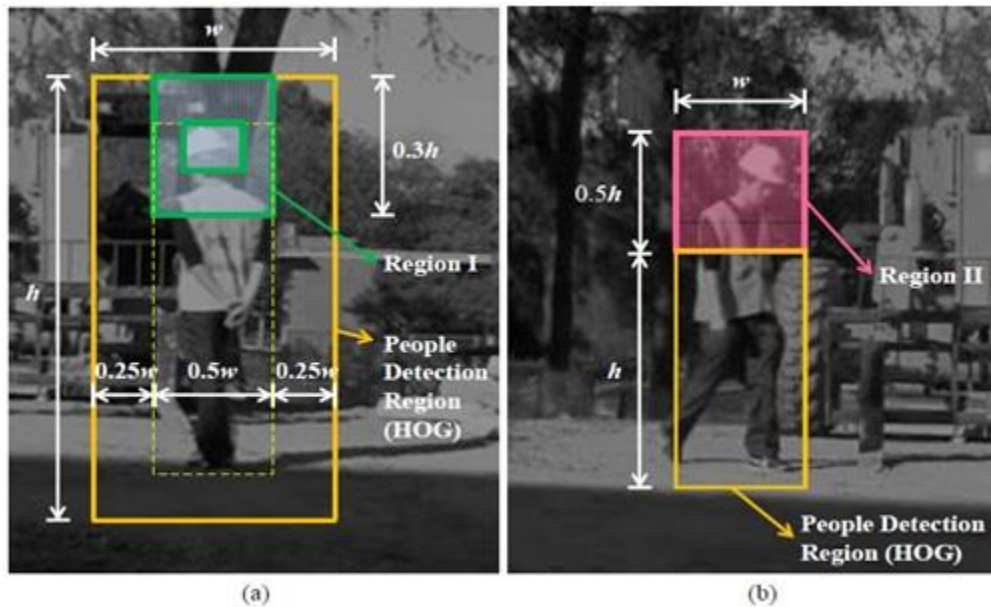 w
0.3h
Region I
h
People
Detection
Region
(HOG)
0.25w
0.5w
0.25w
(a)
w
0.5h
Region II
h
People Detection
Region (HOG)
(b)